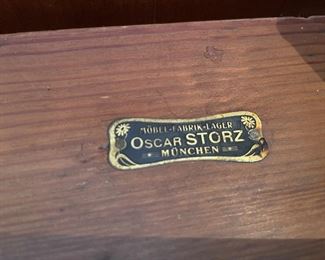 MÖBEL-FABRIK-LAGER
OSCAR STORZ
MÜNCHEN